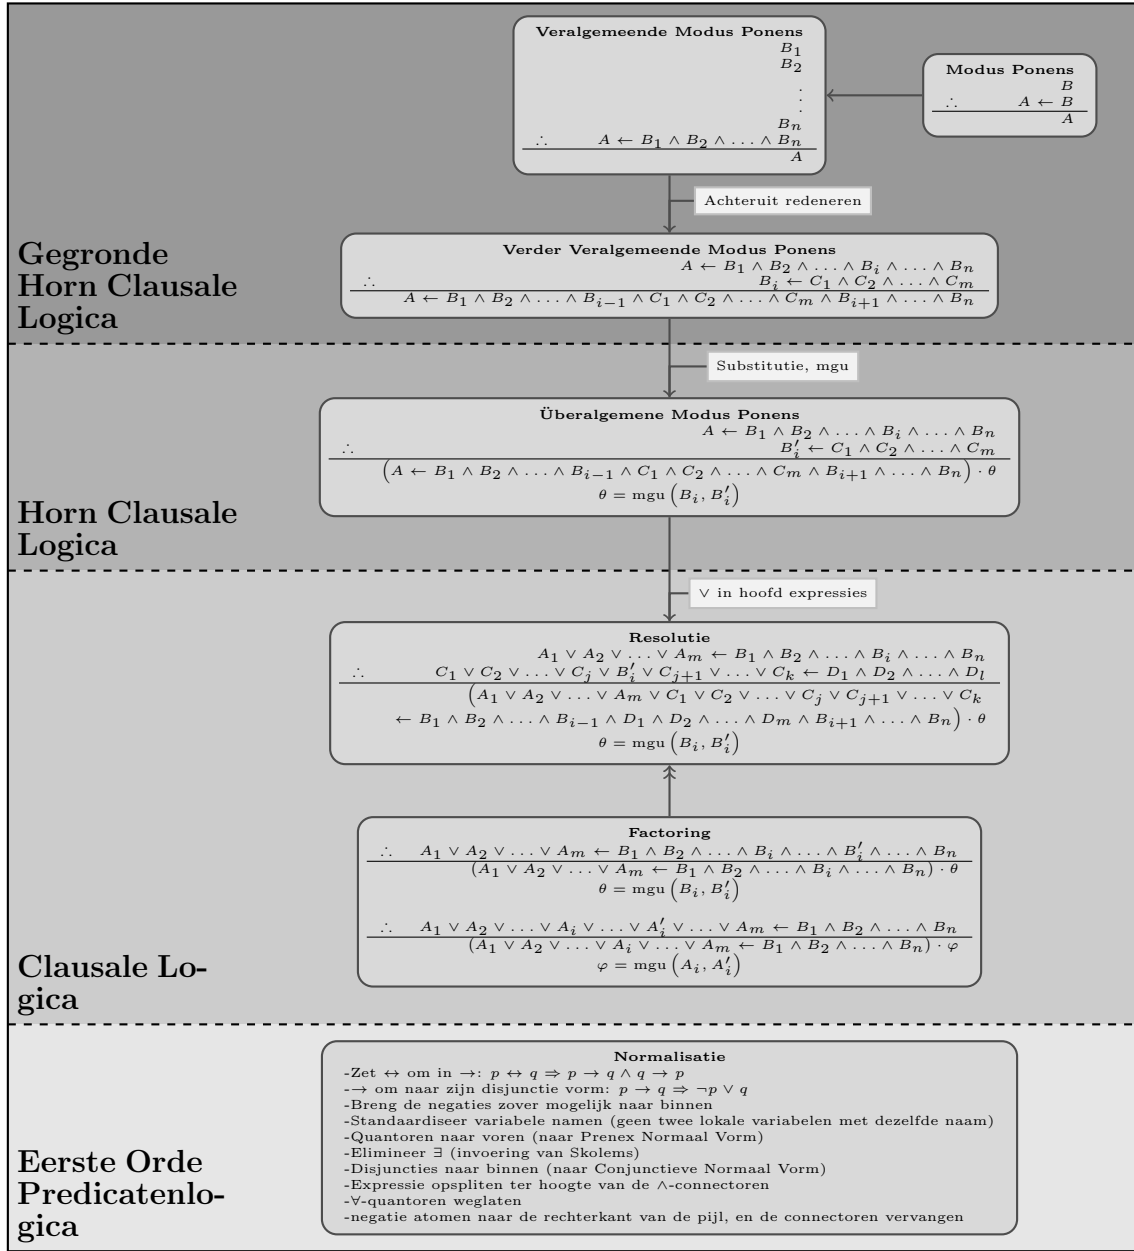 Veralgemeende Modus Ponens
B₁
B₂
.
.
.
Bₙ
∴ A ← B₁ ∧ B₂ ∧ … ∧ Bₙ
A
Modus Ponens
B
∴ A ← B
A
Achteruit redeneren
Gegronde
Horn Clausale
Logica
Verder Veralgemeende Modus Ponens
A ← B₁ ∧ B₂ ∧ … ∧ Bᵢ ∧ … ∧ Bₙ
∴ Bᵢ ← C₁ ∧ C₂ ∧ … ∧ Cₘ
A ← B₁ ∧ B₂ ∧ … ∧ Bᵢ₋₁ ∧ C₁ ∧ C₂ ∧ … ∧ Cₘ ∧ Bᵢ₊₁ ∧ … ∧ Bₙ
Substitutie, mgu
Horn Clausale
Logica
Überalgemene Modus Ponens
A ← B₁ ∧ B₂ ∧ … ∧ Bᵢ ∧ … ∧ Bₙ
∴ B′ᵢ ← C₁ ∧ C₂ ∧ … ∧ Cₘ
(A ← B₁ ∧ B₂ ∧ … ∧ Bᵢ₋₁ ∧ C₁ ∧ C₂ ∧ … ∧ Cₘ ∧ Bᵢ₊₁ ∧ … ∧ Bₙ) · θ
θ = mgu (Bᵢ, B′ᵢ)
∨ in hoofd expressies
Clausale Lo-
gica
Resolutie
A₁ ∨ A₂ ∨ … ∨ Aₘ ← B₁ ∧ B₂ ∧ … ∧ Bᵢ ∧ … ∧ Bₙ
∴ C₁ ∨ C₂ ∨ … ∨ Cⱼ ∨ B′ᵢ ∨ Cⱼ₊₁ ∨ … ∨ Cₖ ← D₁ ∧ D₂ ∧ … ∧ Dₗ
(A₁ ∨ A₂ ∨ … ∨ Aₘ ∨ C₁ ∨ C₂ ∨ … ∨ Cⱼ ∨ Cⱼ₊₁ ∨ … ∨ Cₖ
← B₁ ∧ B₂ ∧ … ∧ Bᵢ₋₁ ∧ D₁ ∧ D₂ ∧ … ∧ Dₘ ∧ Bᵢ₊₁ ∧ … ∧ Bₙ) · θ
θ = mgu (Bᵢ, B′ᵢ)
Factoring
∴ A₁ ∨ A₂ ∨ … ∨ Aₘ ← B₁ ∧ B₂ ∧ … ∧ Bᵢ ∧ … ∧ B′ᵢ ∧ … ∧ Bₙ
(A₁ ∨ A₂ ∨ … ∨ Aₘ ← B₁ ∧ B₂ ∧ … ∧ Bᵢ ∧ … ∧ Bₙ) · θ
θ = mgu (Bᵢ, B′ᵢ)
∴ A₁ ∨ A₂ ∨ … ∨ Aᵢ ∨ … ∨ A′ᵢ ∨ … ∨ Aₘ ← B₁ ∧ B₂ ∧ … ∧ Bₙ
(A₁ ∨ A₂ ∨ … ∨ Aᵢ ∨ … ∨ Aₘ ← B₁ ∧ B₂ ∧ … ∧ Bₙ) · φ
φ = mgu (Aᵢ, A′ᵢ)
Eerste Orde
Predicatenlo-
gica
Normalisatie
-Zet ↔ om in →: p ↔ q ⇒ p → q ∧ q → p
-→ om naar zijn disjunctie vorm: p → q ⇒ ¬p ∨ q
-Breng de negaties zover mogelijk naar binnen
-Standaardiseer variabele namen (geen twee lokale variabelen met dezelfde naam)
-Quantoren naar voren (naar Prenex Normaal Vorm)
-Elimineer ∃ (invoering van Skolems)
-Disjuncties naar binnen (naar Conjunctieve Normaal Vorm)
-Expressie opspliten ter hoogte van de ∧-connectoren
-∀-quantoren weglaten
-negatie atomen naar de rechterkant van de pijl, en de connectoren vervangen